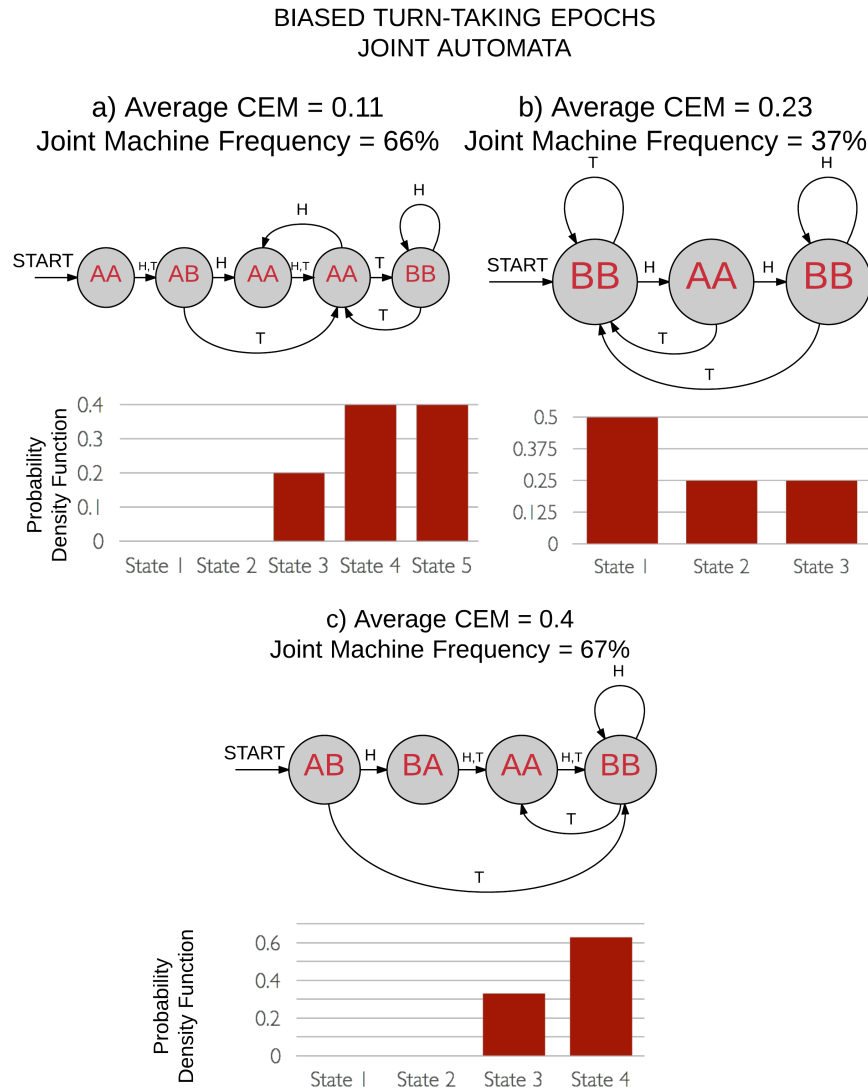 BIASED TURN-TAKING EPOCHS
JOINT AUTOMATA
a) Average CEM = 0.11
Joint Machine Frequency = 66%
H
H
START
AA
H,T
AB
H
AA
H,T
AA
T
BB
T
T
Probability
Density Function
0.4
0.3
0.2
0.1
0
State 1
State 2
State 3
State 4
State 5
b) Average CEM = 0.23
Joint Machine Frequency = 37%
T
H
START
BB
H
AA
H
BB
T
T
0.5
0.375
0.25
0.125
0
State 1
State 2
State 3
c) Average CEM = 0.4
Joint Machine Frequency = 67%
H
START
AB
H
BA
H,T
AA
H,T
BB
T
T
Probability
Density Function
0.6
0.4
0.2
0
State 1
State 2
State 3
State 4